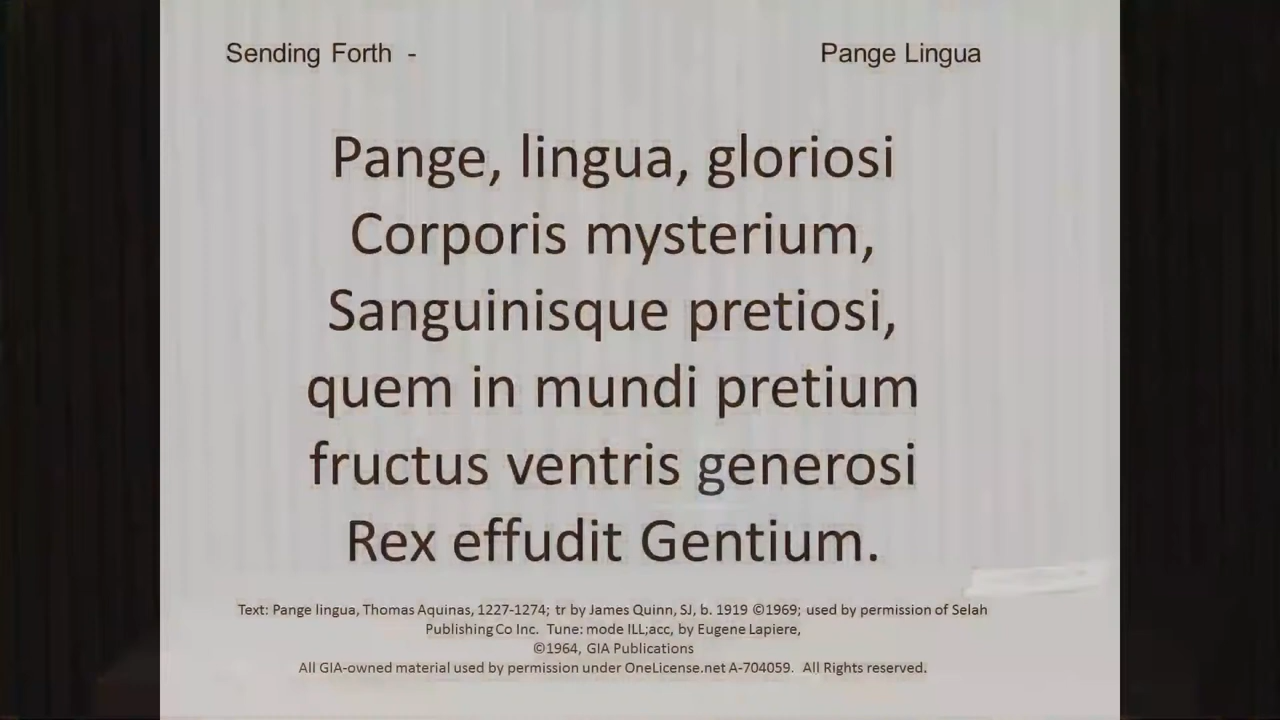 Sending Forth - Pange Lingua
Pange, lingua, gloriosi
Corporis mysterium,
Sanguinisque pretiosi,
quem in mundi pretium
fructus ventris generosi
Rex effudit Gentium.
Text: Pange lingua, Thomas Aquinas, 1227-1274; tr by James Quinn, SJ, b. 1919 ©1969; used by permission of Selah
Publishing Co Inc. Tune: mode ILL;acc, by Eugene Lapiere,
©1964, GIA Publications
All GIA-owned material used by permission under OneLicense.net A-704059. All Rights reserved.